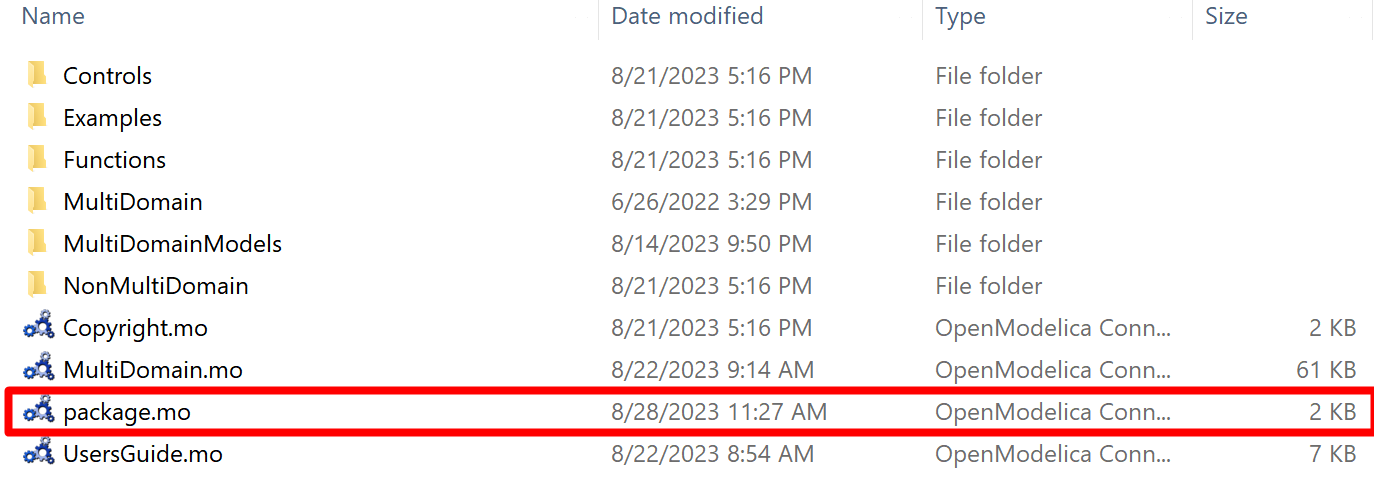 Name Date modified Type Size
Controls 8/21/2023 5:16 PM File folder
Examples 8/21/2023 5:16 PM File folder
Functions 8/21/2023 5:16 PM File folder
MultiDomain 6/26/2022 3:29 PM File folder
MultiDomainModels 8/14/2023 9:50 PM File folder
NonMultiDomain 8/21/2023 5:16 PM File folder
Copyright.mo 8/21/2023 5:16 PM OpenModelica Conn... 2 KB
MultiDomain.mo 8/22/2023 9:14 AM OpenModelica Conn... 61 KB
package.mo 8/28/2023 11:27 AM OpenModelica Conn... 2 KB
UsersGuide.mo 8/22/2023 8:54 AM OpenModelica Conn... 7 KB